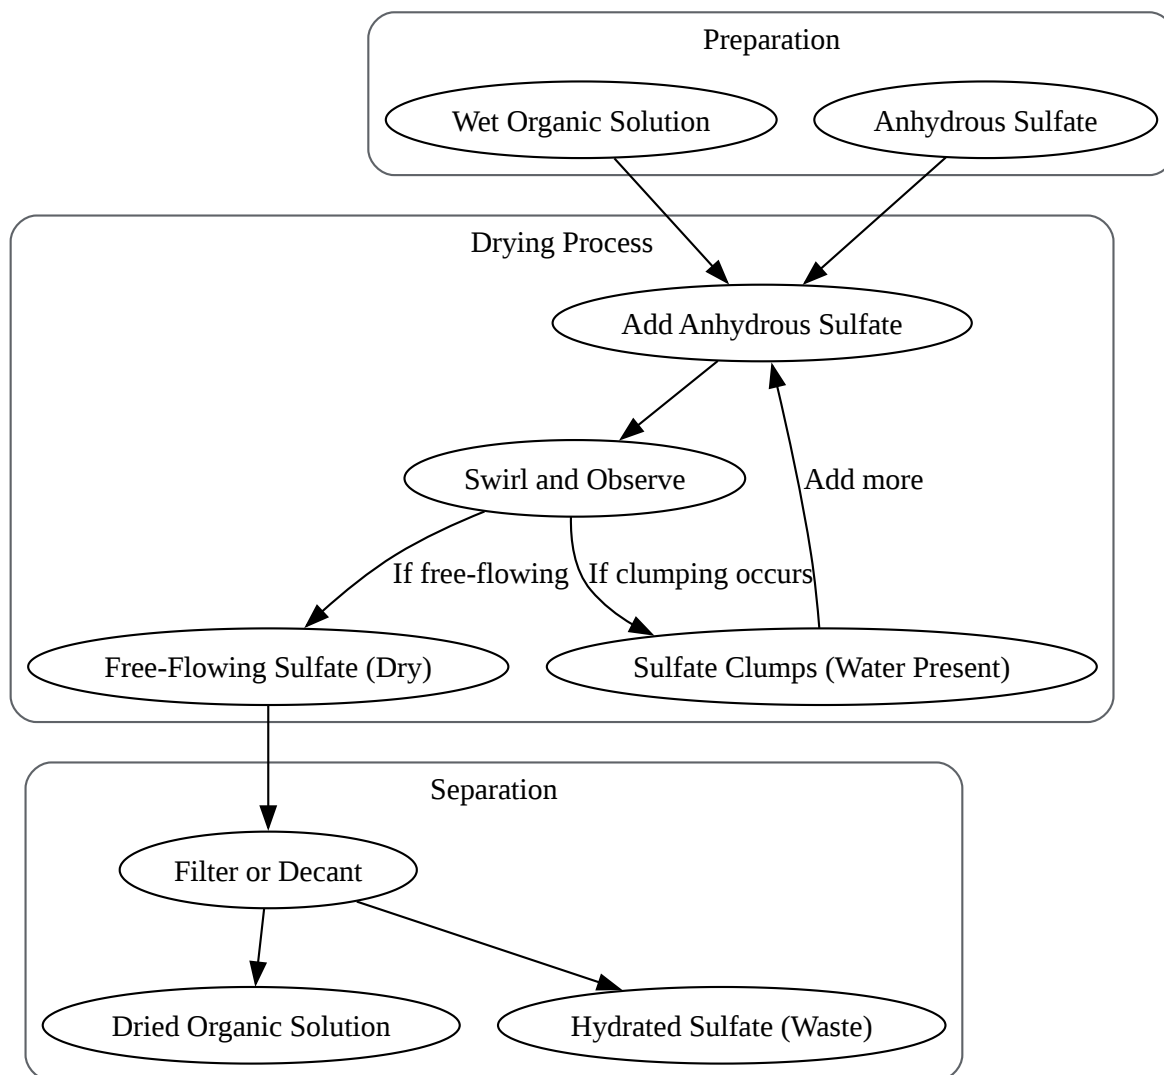 Preparation
Wet Organic Solution
Anhydrous Sulfate
Drying Process
Add Anhydrous Sulfate
Swirl and Observe
Add more
If free-flowing
If clumping occurs
Free-Flowing Sulfate (Dry)
Sulfate Clumps (Water Present)
Separation
Filter or Decant
Dried Organic Solution
Hydrated Sulfate (Waste)